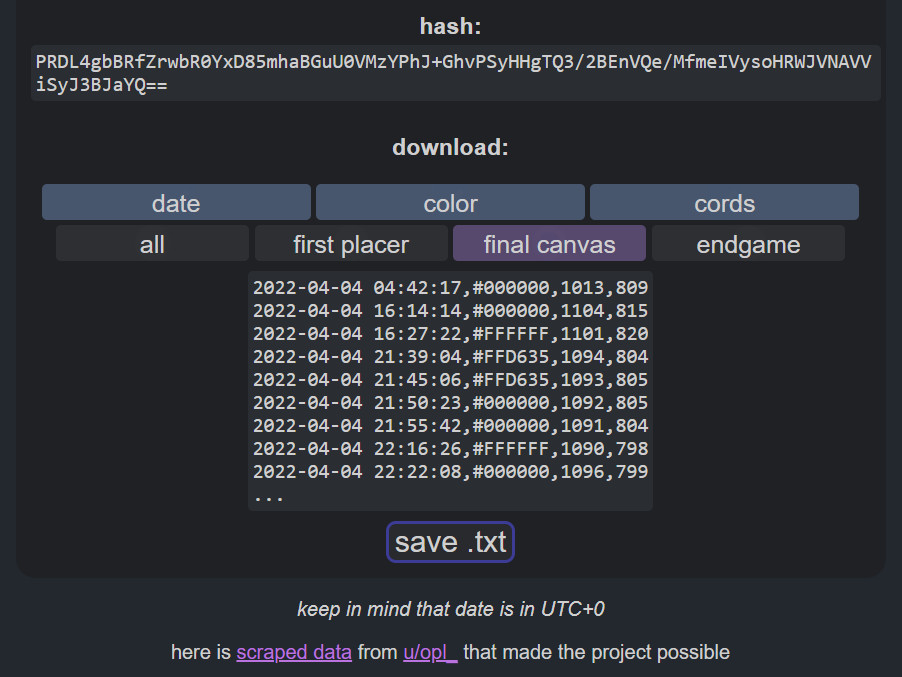 hash:
PRDL4gbBRfZrwbR0YxD85mhaBGuU0VMzYPhJ+GhvPSyHHgTQ3/2BEnVQe/MfmeIVysoHRWJVNAVV
iSyJ3BJaYQ==
download:
date color cords
all first placer final canvas endgame
2022-04-04 04:42:17,#000000,1013,809
2022-04-04 16:14:14,#000000,1104,815
2022-04-04 16:27:22,#FFFFFF,1101,820
2022-04-04 21:39:04,#FFD635,1094,804
2022-04-04 21:45:06,#FFD635,1093,805
2022-04-04 21:50:23,#000000,1092,805
2022-04-04 21:55:42,#000000,1091,804
2022-04-04 22:16:26,#FFFFFF,1090,798
2022-04-04 22:22:08,#000000,1096,799
...
save .txt
keep in mind that date is in UTC+0
here is scraped data from u/opl_ that made the project possible